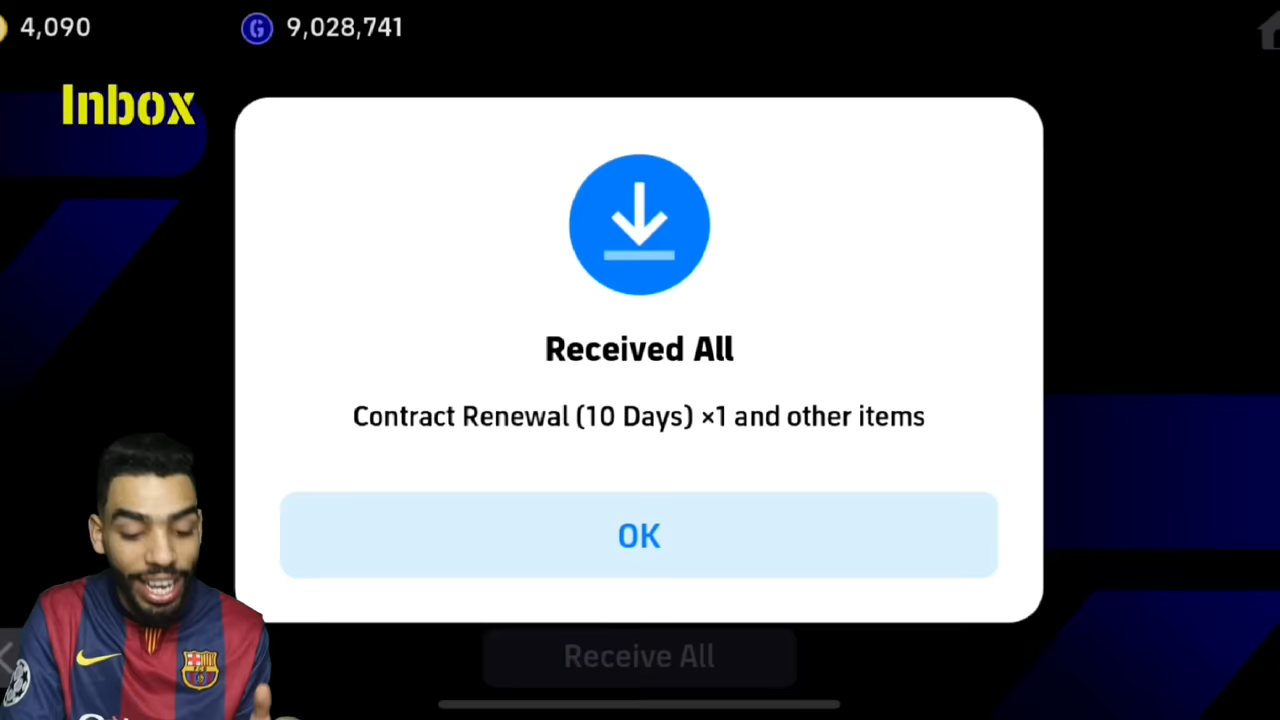 4,090
G 9,028,741
Inbox
Received All
Contract Renewal (10 Days) ×1 and other items
OK
Receive All